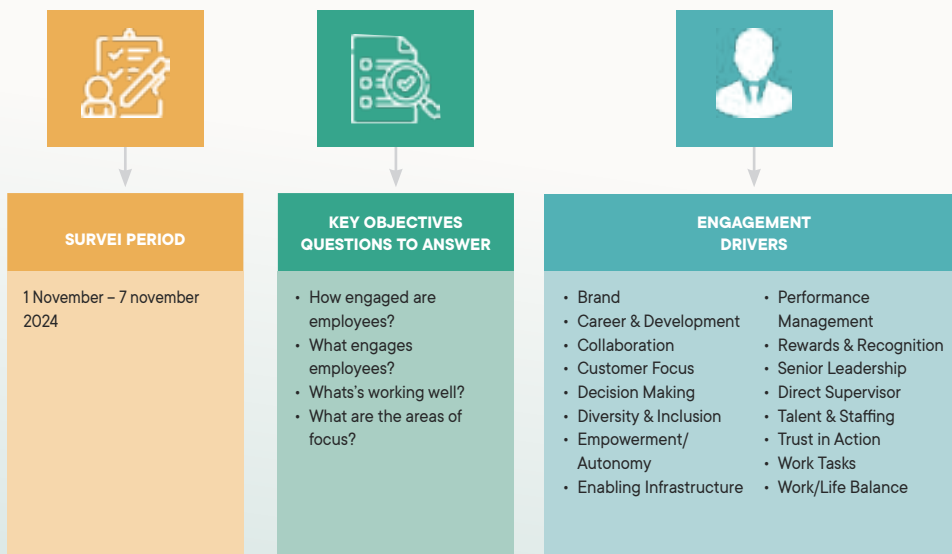 SURVEI PERIOD
1 November – 7 november
2024
KEY OBJECTIVES
QUESTIONS TO ANSWER
• How engaged are
employees?
• What engages
employees?
• Whats's working well?
• What are the areas of
focus?
ENGAGEMENT
DRIVERS
• Brand
• Career & Development
• Collaboration
• Customer Focus
• Decision Making
• Diversity & Inclusion
• Empowerment/
Autonomy
• Enabling Infrastructure
• Performance
Management
• Rewards & Recognition
• Senior Leadership
• Direct Supervisor
• Talent & Staffing
• Trust in Action
• Work Tasks
• Work/Life Balance